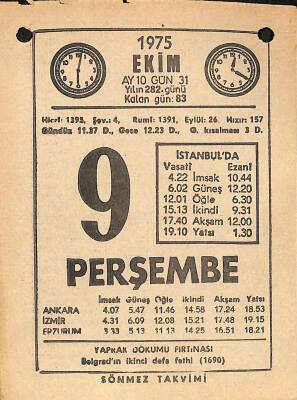 1975
EKİM
AY 10 GÜN 31
Yılın 282. günü
Kalan gün: 83
Hicri: 1395, Şev.: 4, Rumi: 1391, Eylül: 26, Hızır: 157
Gündüz 11.37 D., Gece 12.23 D., G. kısalması 3 D.
9
İSTANBUL'DA
Vasati Ezani
4.22 İmsak 10.44
6.02 Güneş 12.20
12.01 Öğle 6.30
15.13 İkindi 9.31
17.40 Akşam 12.00
19.10 Yatsı 1.30
PERŞEMBE
İmsak Güneş Öğle İkindi Akşam Yatsı
ANKARA 4.07 5.47 11.46 14.58 17.24 18.53
İZMİR 4.31 6.09 12.08 15.21 17.48 19.15
ERZURUM 3.33 5.13 11.13 14.25 16.51 18.21
YAPRAK DÖKÜMÜ FIRTINASI
Belgrad'ın ikinci defa fethi (1690)
SÖNMEZ TAKVİMİ